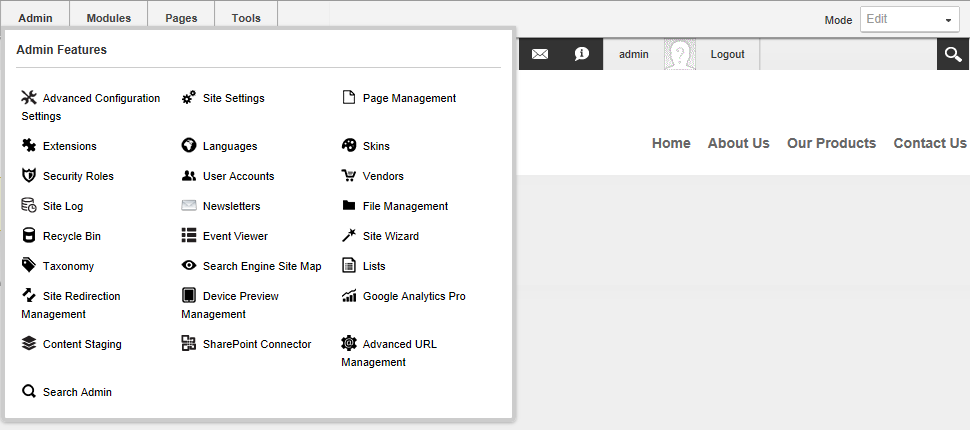 Admin Modules Pages Tools Mode Edit
Admin Features
admin Logout
Advanced Configuration Settings
Site Settings
Page Management
Home About Us Our Products Contact Us
Extensions Languages Skins
Security Roles User Accounts Vendors
Site Log Newsletters File Management
Recycle Bin Event Viewer Site Wizard
Taxonomy Search Engine Site Map Lists
Site Redirection Management
Device Preview Management
Google Analytics Pro
Content Staging SharePoint Connector
Advanced URL Management
Search Admin